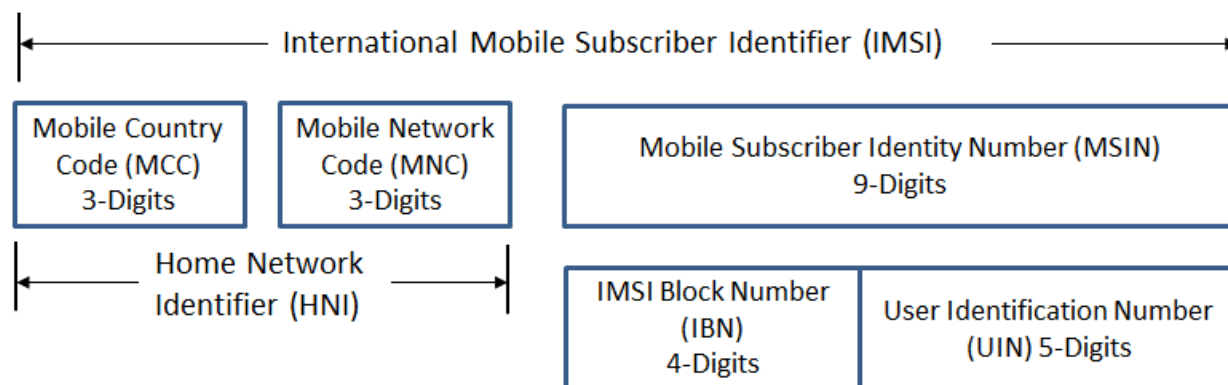 International Mobile Subscriber Identifier (IMSI)
Mobile Country
Code (MCC)
3-Digits
Mobile Network
Code (MNC)
3-Digits
Mobile Subscriber Identity Number (MSIN)
9-Digits
Home Network
Identifier (HNI)
IMSI Block Number
(IBN)
4-Digits
User Identification Number
(UIN) 5-Digits